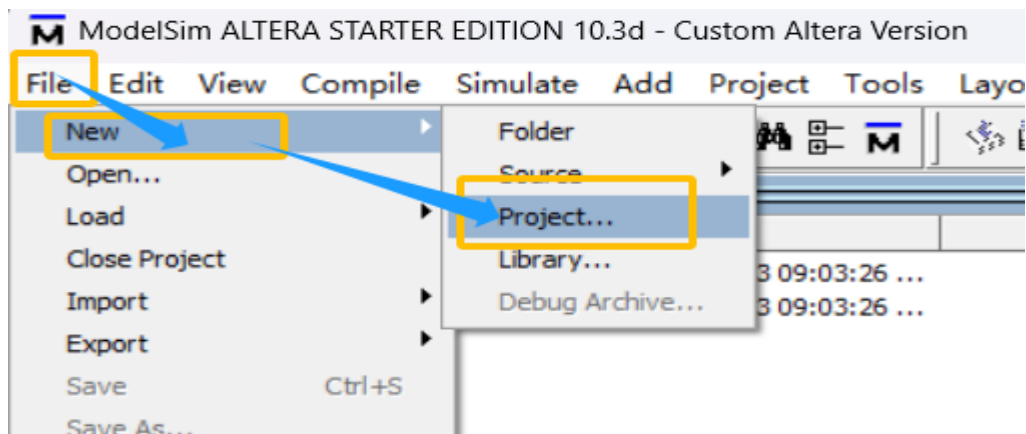 ModelSim ALTERA STARTER EDITION 10.3d - Custom Altera Versio
File Edit View Compile Simulate Add Project Tools Layo
New
Folder
Open...
Source
Load
Project...
Close Project
Library...
3 09:03:26 ...
Import
Debug Archive...
3 09:03:26 ...
Export
Save Ctrl+S
Save As...